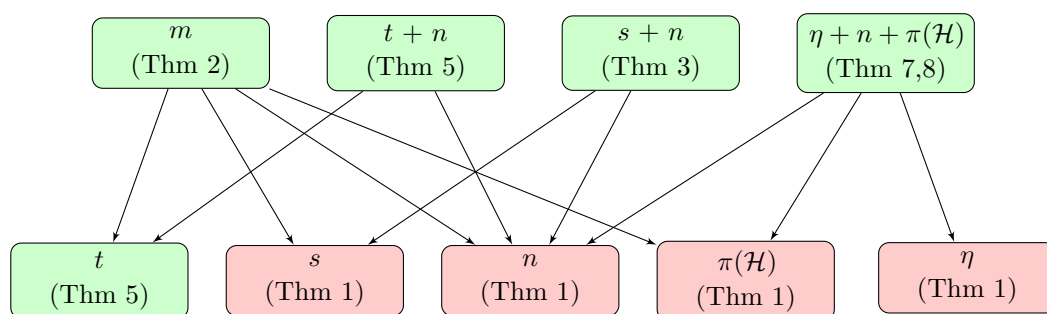 m
(Thm 2)
t + n
(Thm 5)
s + n
(Thm 3)
η + n + π(ℋ)
(Thm 7,8)
t
(Thm 5)
s
(Thm 1)
n
(Thm 1)
π(ℋ)
(Thm 1)
η
(Thm 1)